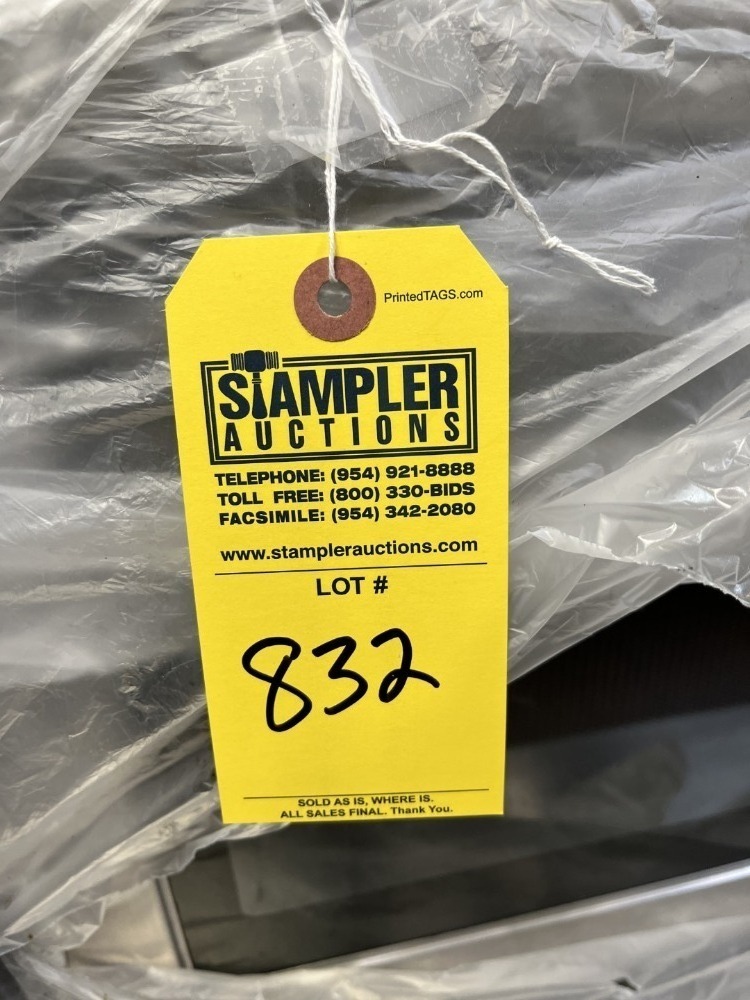 PrintedTAGS.com
STAMPLER
AUCTIONS
TELEPHONE: (954) 921-8888
TOLL FREE: (800) 330-BIDS
FACSIMILE: (954) 342-2080
www.stamplerauctions.com
LOT #
832
SOLD AS IS, WHERE IS.
ALL SALES FINAL. Thank You.